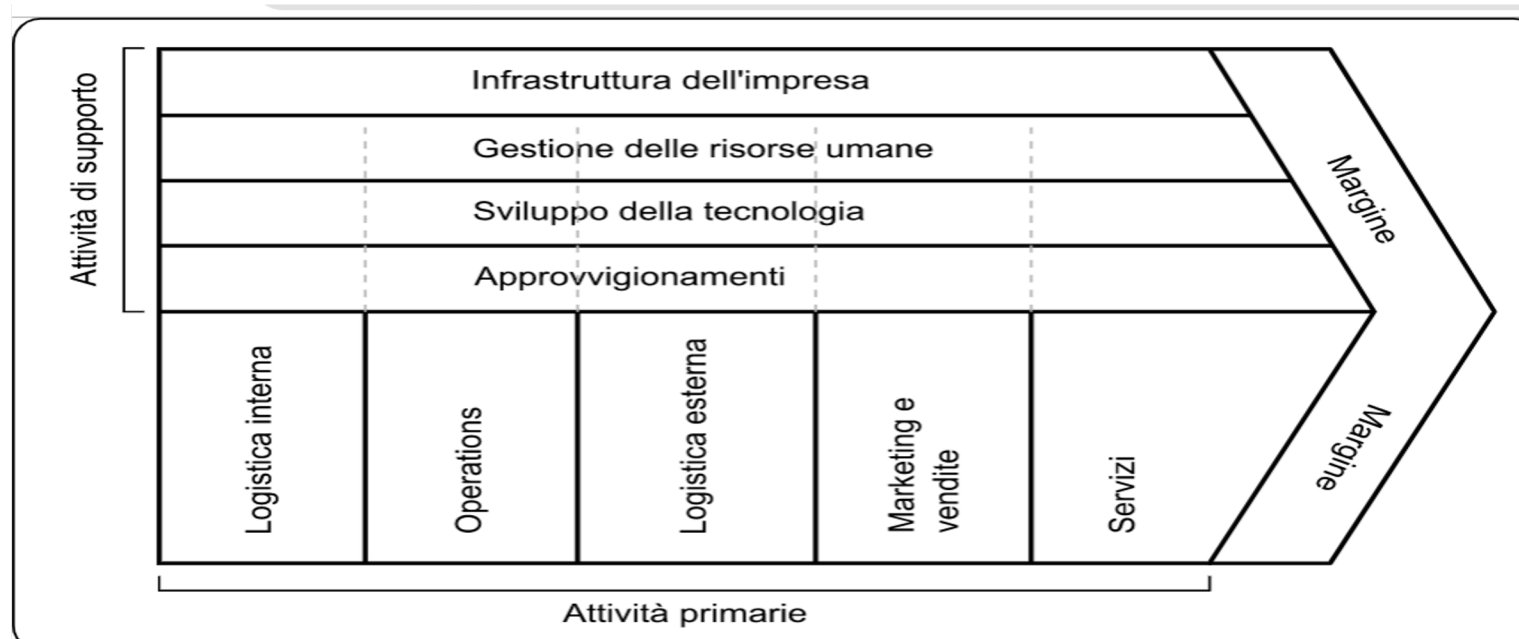 Attività di supporto
Infrastruttura dell'impresa
Gestione delle risorse umane
Sviluppo della tecnologia
Approvvigionamenti
Margine
Logistica interna
Operations
Logistica esterna
Marketing e
vendite
Servizi
Margine
Attività primarie